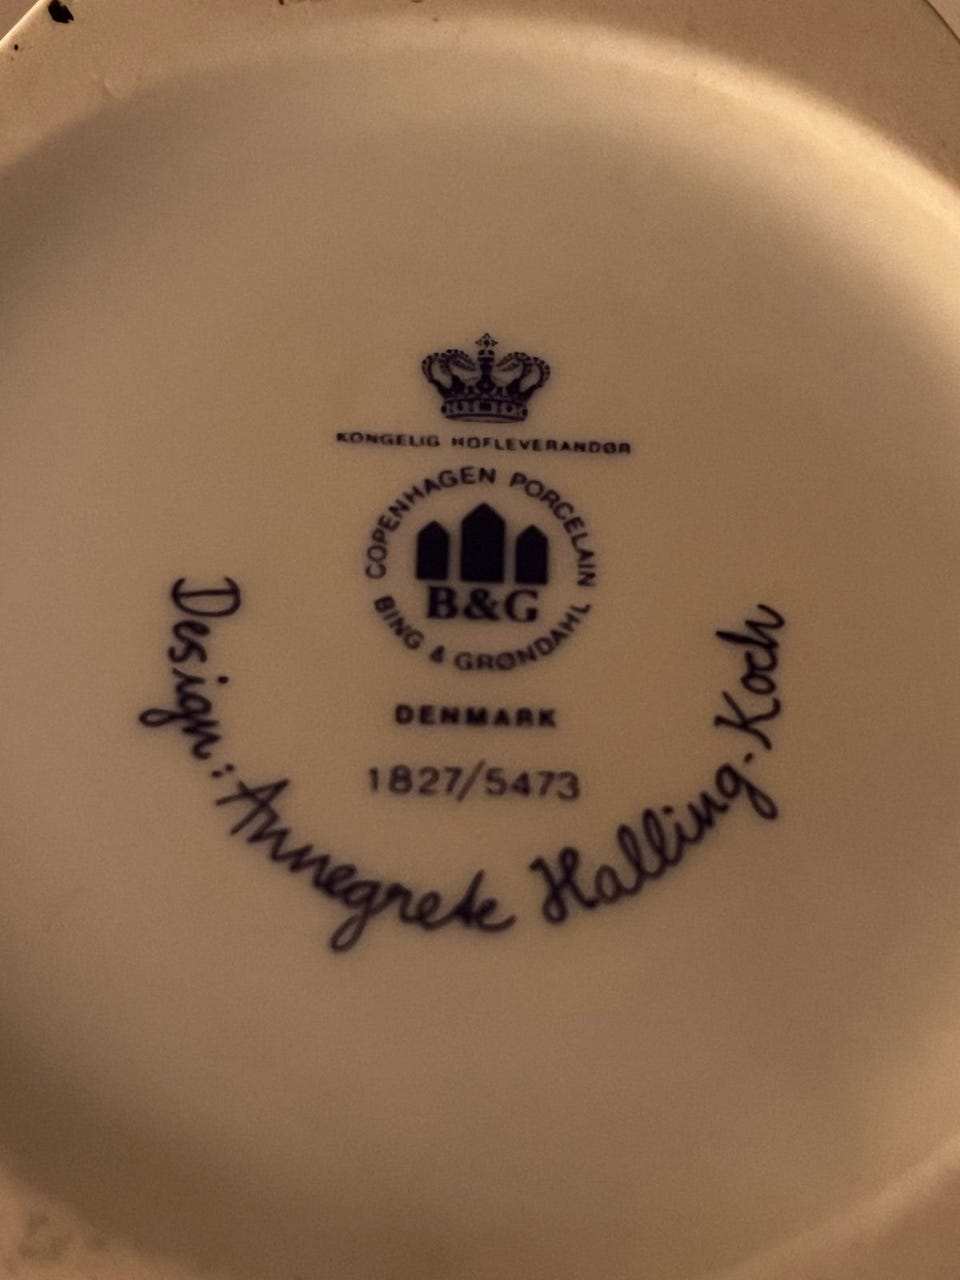 KONGELIG HOFLEVERANDØR
COPENHAGEN PORCELAIN
B&G
BING & GRØNDAHL
DENMARK
1827/5473
Design: Annegrete Halling-Koch